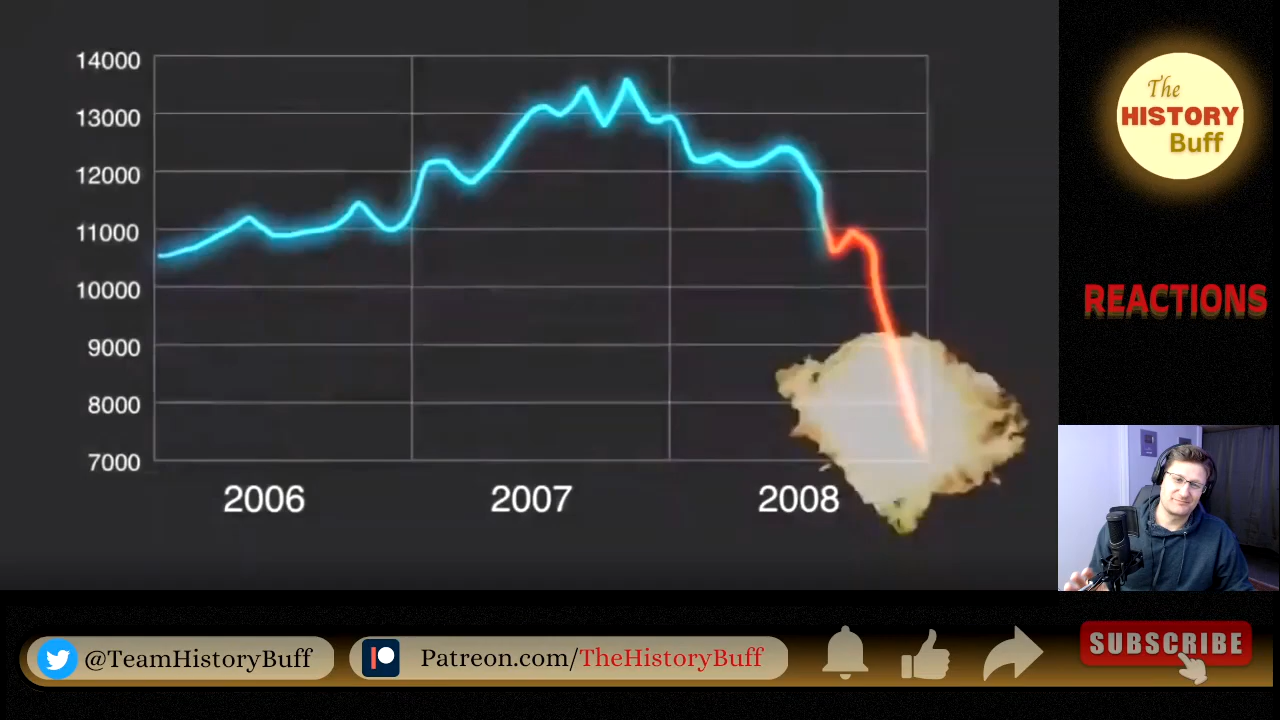 14000
13000
12000
11000
10000
9000
8000
7000
2006 2007 2008
The
HISTORY
Buff
REACTIONS
@TeamHistoryBuff
Patreon.com/TheHistoryBuff
SUBSCRIBE